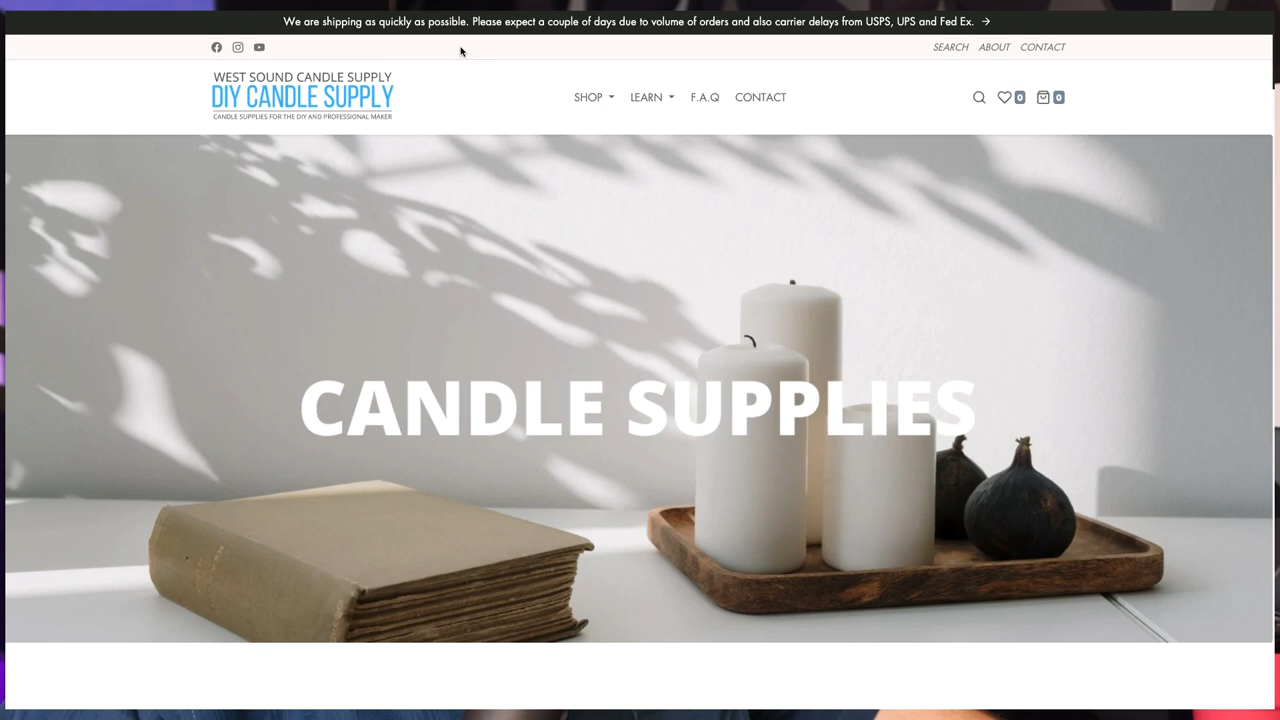 We are shipping as quickly as possible. Please expect a couple of days due to volume of orders and also carrier delays from USPS, UPS and Fed Ex. →
SEARCH ABOUT CONTACT
WEST SOUND CANDLE SUPPLY
DIY CANDLE SUPPLY
CANDLE SUPPLIES FOR THE DIY AND PROFESSIONAL MAKER
SHOP LEARN F.A.Q CONTACT
0 0
CANDLE SUPPLIES